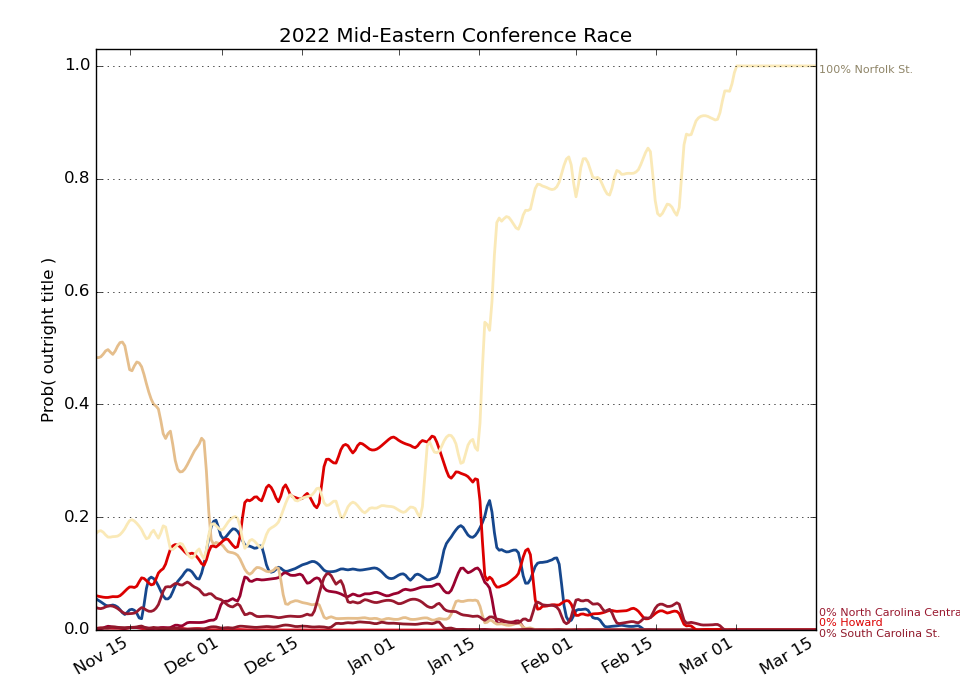 2022 Mid-Eastern Conference Race
1.0
0.8
0.6
0.4
0.2
0.0
Prob( outright title )
Nov 15
Dec 01
Dec 15
Jan 01
Jan 15
Feb 01
Feb 15
Mar 01
Mar 15
100% Norfolk St.
0% North Carolina Centra
0% Howard
0% South Carolina St.